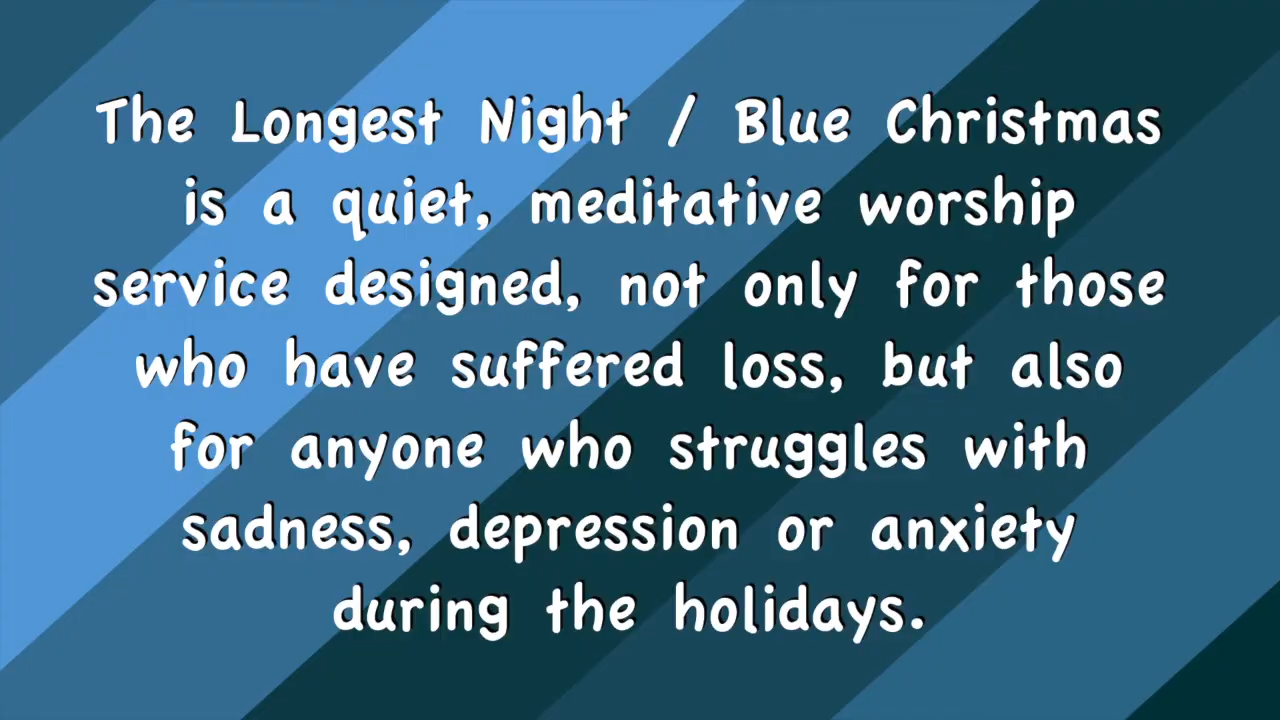 The Longest Night / Blue Christmas
is a quiet, meditative worship
service designed, not only for those
who have suffered loss, but also
for anyone who struggles with
sadness, depression or anxiety
during the holidays.